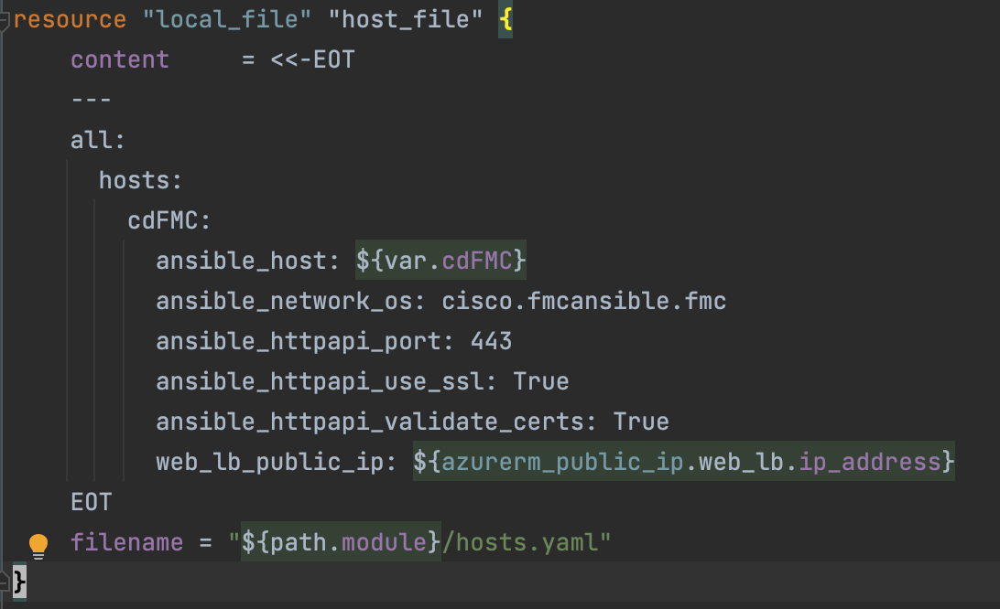 resource "local_file" "host_file" {
    content     = <<-EOT
    ---
    all:
      hosts:
        cdFMC:
          ansible_host: ${var.cdFMC}
          ansible_network_os: cisco.fmcansible.fmc
          ansible_httpapi_port: 443
          ansible_httpapi_use_ssl: True
          ansible_httpapi_validate_certs: True
          web_lb_public_ip: ${azurerm_public_ip.web_lb.ip_address}
    EOT
    filename = "${path.module}/hosts.yaml"
}